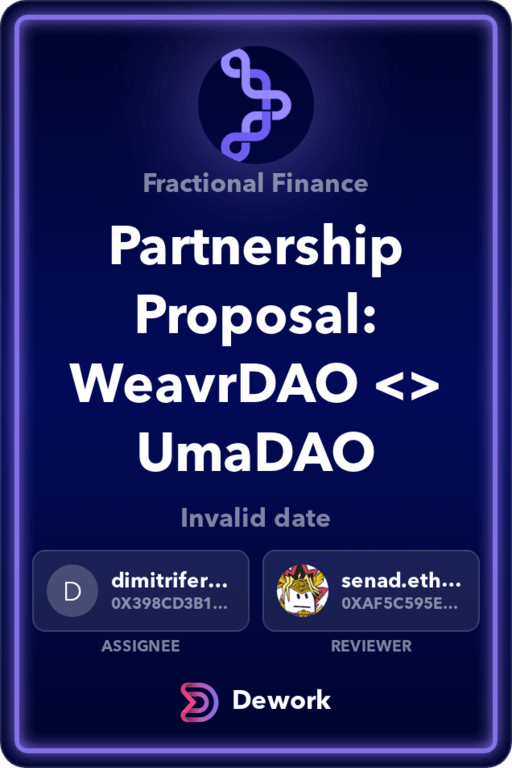 Fractional Finance
Partnership
Proposal:
WeavrDAO <>
UmaDAO
Invalid date
D
dimitrifer...
0X398CD3B1...
senad.eth...
0XAF5C595E...
ASSIGNEE
REVIEWER
Dework